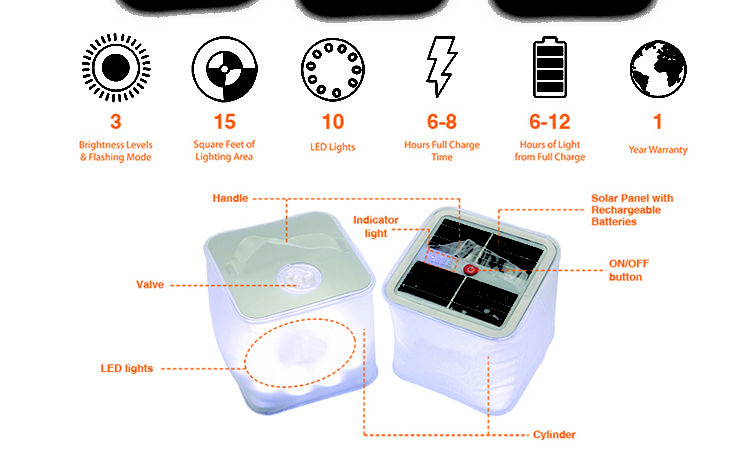 3
Brightness Levels
& Flashing Mode
15
Square Feet of
Lighting Area
10
LED Lights
6-8
Hours Full Charge
Time
6-12
Hours of Light
from Full Charge
1
Year Warranty
Handle
Indicator
light
Solar Panel with
Rechargeable
Batteries
Valve
ON/OFF
button
LED lights
Cylinder